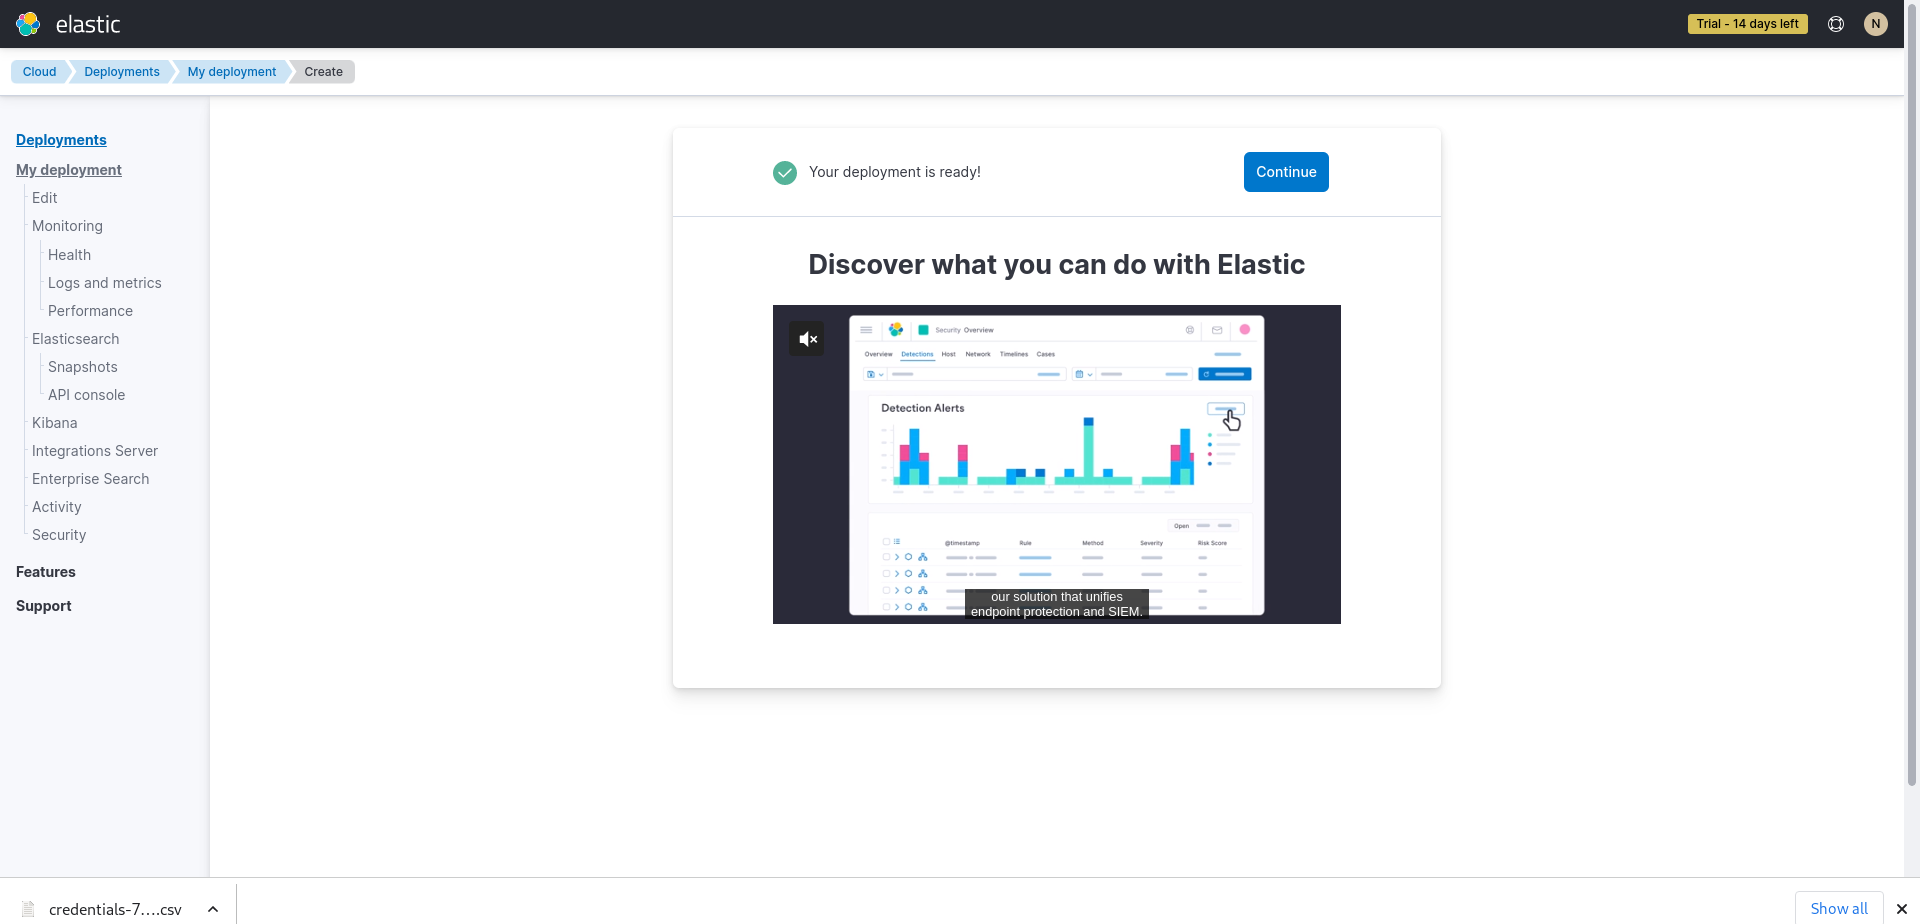 elastic
Trial - 14 days left
N
Cloud
Deployments
My deployment
Create
Deployments
My deployment
Edit
Monitoring
Health
Logs and metrics
Performance
Elasticsearch
Snapshots
API console
Kibana
Integrations Server
Enterprise Search
Activity
Security
Features
Support
Your deployment is ready!
Continue
Discover what you can do with Elastic
Security Overview
Overview Detections Host Network Timelines Cases
Detection Alerts
Open
@timestamp Rule Method Severity Risk Score
our solution that unifies
endpoint protection and SIEM.
credentials-7....csv
Show all